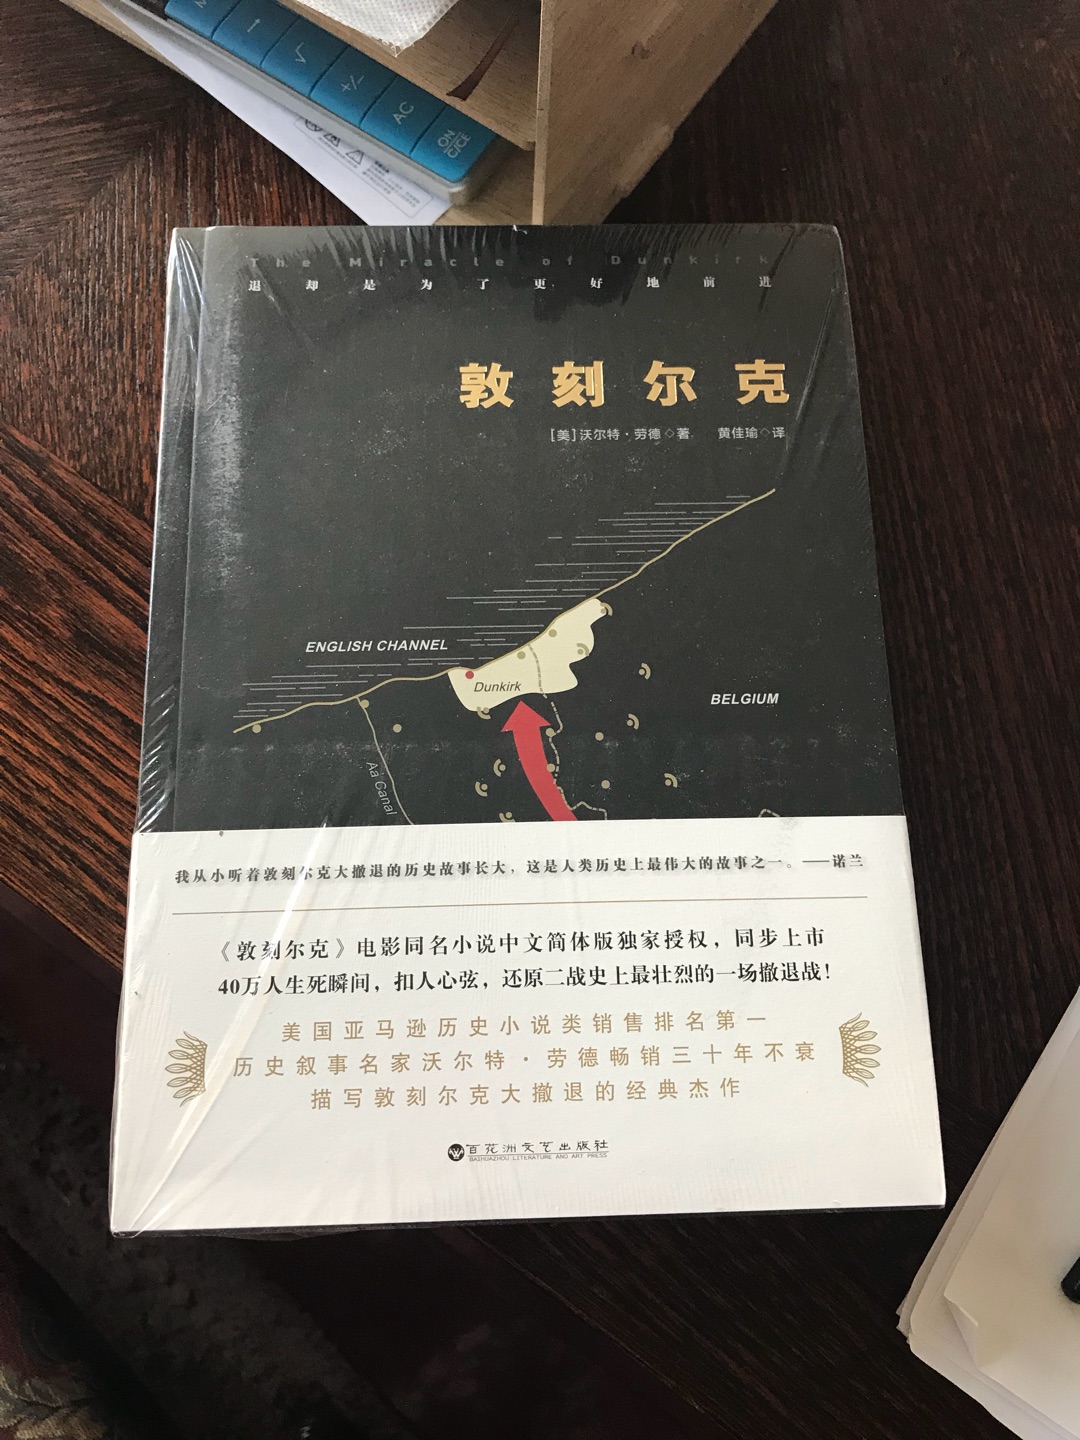 ↑
√
+/-
AC
ON
C/CE
The Miracle of Dunkirk
退却是为了更好地前进
敦刻尔克
[美]沃尔特·劳德◇著 黄佳瑜◇译
ENGLISH CHANNEL
Dunkirk
BELGIUM
Aa Canal
我从小听着敦刻尔克大撤退的历史故事长大，这是人类历史上最伟大的故事之一。——诺兰
《敦刻尔克》电影同名小说中文简体版独家授权，同步上市
40万人生死瞬间，扣人心弦，还原二战史上最壮烈的一场撤退战！
美国亚马逊历史小说类销售排名第一
历史叙事名家沃尔特·劳德畅销三十年不衰
描写敦刻尔克大撤退的经典杰作
百花洲文艺出版社
BAIHUAZHOU LITERATURE AND ART PRESS